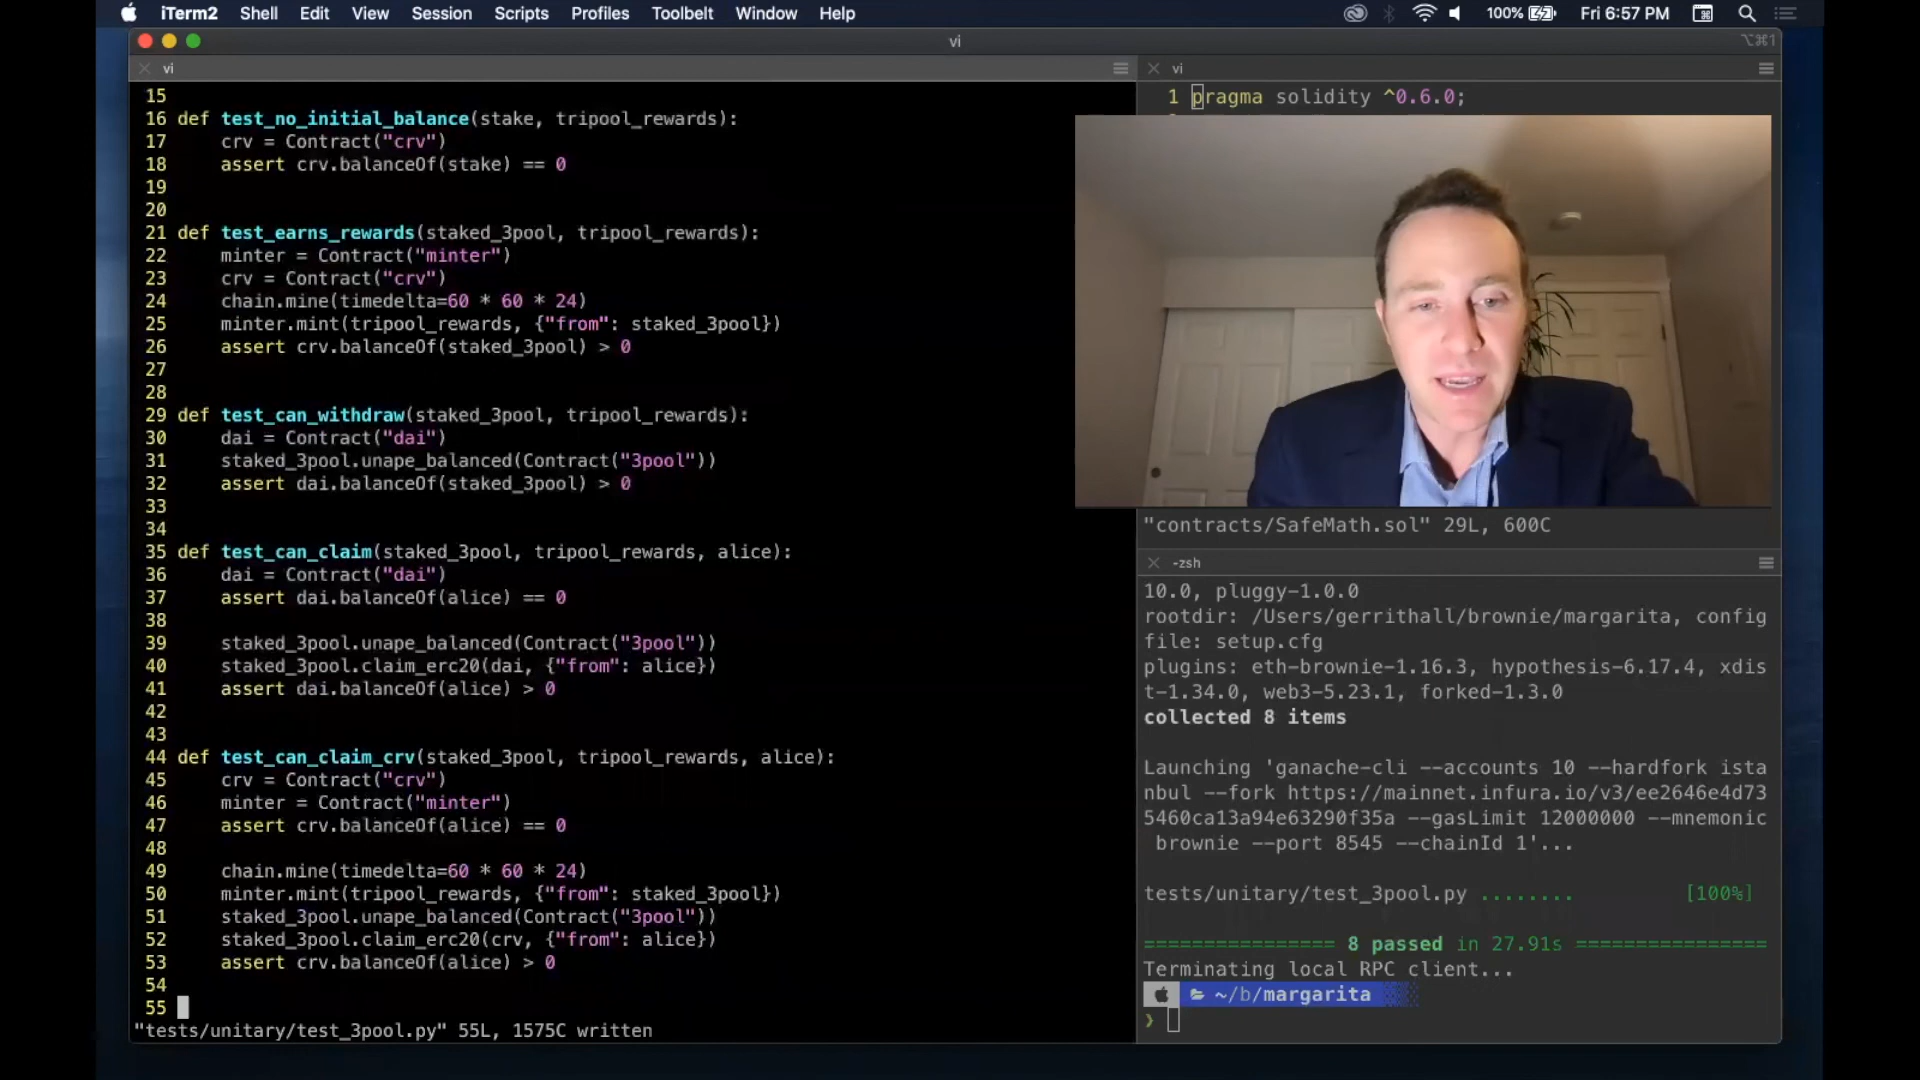 iTerm2 Shell Edit View Session Scripts Profiles Toolbelt Window Help 100% Fri 6:57 PM
vi ⌥⌘1
vi
15
16 def test_no_initial_balance(stake, tripool_rewards):
17 crv = Contract("crv")
18 assert crv.balanceOf(stake) == 0
19
20
21 def test_earns_rewards(staked_3pool, tripool_rewards):
22 minter = Contract("minter")
23 crv = Contract("crv")
24 chain.mine(timedelta=60 * 60 * 24)
25 minter.mint(tripool_rewards, {"from": staked_3pool})
26 assert crv.balanceOf(staked_3pool) > 0
27
28
29 def test_can_withdraw(staked_3pool, tripool_rewards):
30 dai = Contract("dai")
31 staked_3pool.unape_balanced(Contract("3pool"))
32 assert dai.balanceOf(staked_3pool) > 0
33
34
35 def test_can_claim(staked_3pool, tripool_rewards, alice):
36 dai = Contract("dai")
37 assert dai.balanceOf(alice) == 0
38
39 staked_3pool.unape_balanced(Contract("3pool"))
40 staked_3pool.claim_erc20(dai, {"from": alice})
41 assert dai.balanceOf(alice) > 0
42
43
44 def test_can_claim_crv(staked_3pool, tripool_rewards, alice):
45 crv = Contract("crv")
46 minter = Contract("minter")
47 assert crv.balanceOf(alice) == 0
48
49 chain.mine(timedelta=60 * 60 * 24)
50 minter.mint(tripool_rewards, {"from": staked_3pool})
51 staked_3pool.unape_balanced(Contract("3pool"))
52 staked_3pool.claim_erc20(crv, {"from": alice})
53 assert crv.balanceOf(alice) > 0
54
55
"tests/unitary/test_3pool.py" 55L, 1575C written
vi
1 pragma solidity ^0.6.0;
"contracts/SafeMath.sol" 29L, 600C
-zsh
10.0, pluggy-1.0.0
rootdir: /Users/gerrithall/brownie/margarita, config
file: setup.cfg
plugins: eth-brownie-1.16.3, hypothesis-6.17.4, xdis
t-1.34.0, web3-5.23.1, forked-1.3.0
collected 8 items
Launching 'ganache-cli --accounts 10 --hardfork ista
nbul --fork https://mainnet.infura.io/v3/ee2646e4d73
5460ca13a94e63290f35a --gasLimit 12000000 --mnemonic
brownie --port 8545 --chainId 1'...
tests/unitary/test_3pool.py ........ [100%]
================ 8 passed in 27.91s ================
Terminating local RPC client...
~/b/margarita
❯